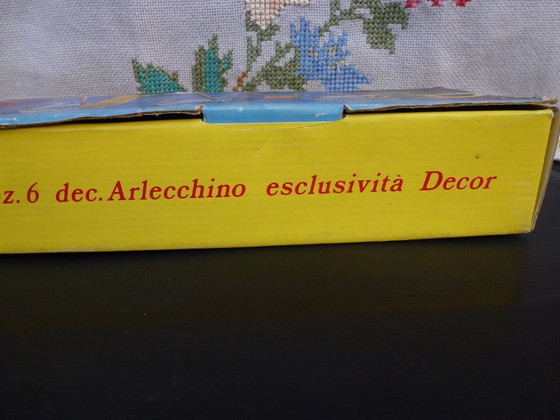 z. 6 dec. Arlecchino esclusività Decor